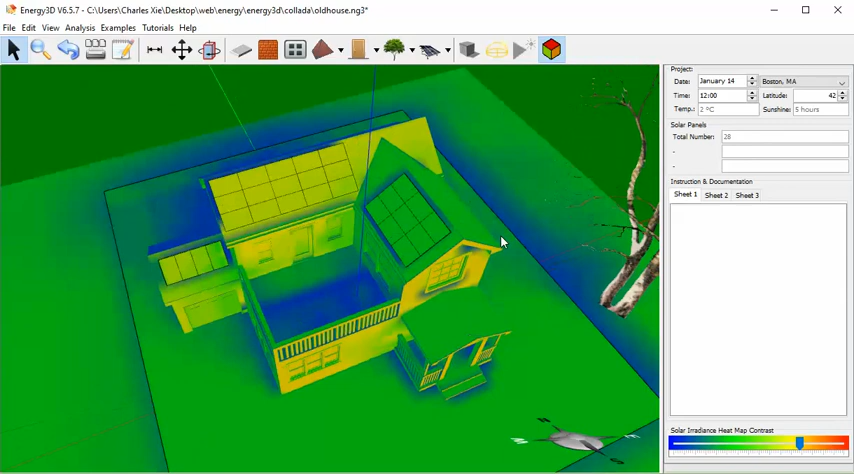 Energy3D V6.5.7 - C:\Users\Charles Xie\Desktop\web\energy\energy3d\collada\oldhouse.ng3*
File Edit View Analysis Examples Tutorials Help
Project:
Date: January 14 Boston, MA
Time: 12:00 Latitude: 42
Temp.: 2 °C Sunshine: 5 hours
Solar Panels
Total Number: 28
-
-
Instruction & Documentation
Sheet 1 Sheet 2 Sheet 3
Solar Irradiance Heat Map Contrast